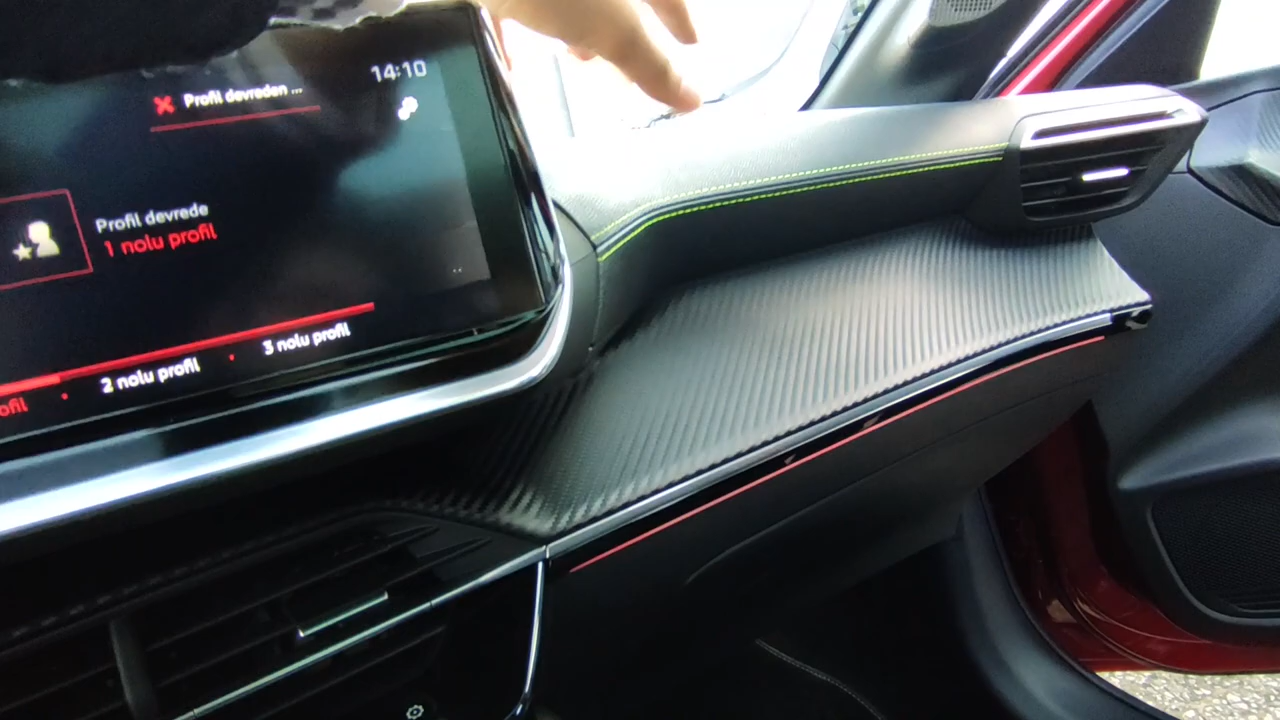 14:10
Profil devreden ...
Profil devrede
1 nolu profil
ofil
2 nolu profil
3 nolu profil